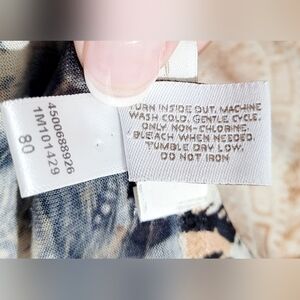 4500688926
1M101429
80
TURN INSIDE OUT. MACHINE
WASH COLD. GENTLE CYCLE.
ONLY NON-CHLORINE
BLEACH WHEN NEEDED.
TUMBLE DRY LOW.
DO NOT IRON